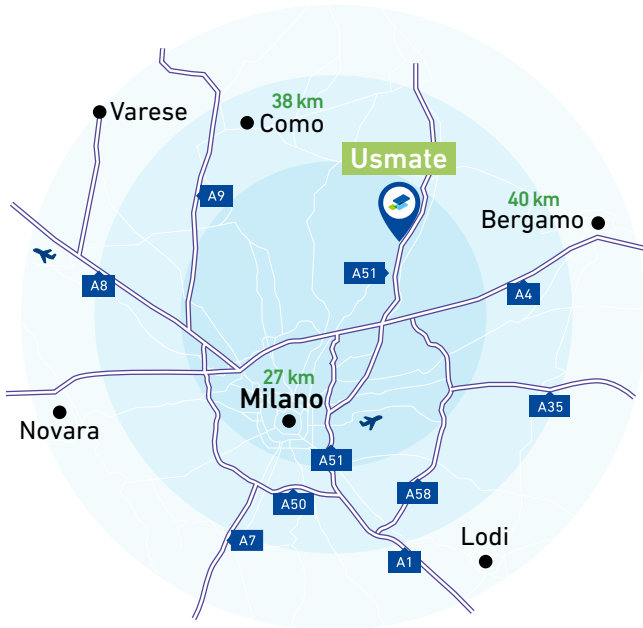 38 km
Varese
Como
Usmate
A9
40 km
Bergamo
A51
A8
A4
27 km
Milano
A35
Novara
A51
A58
A50
A7
Lodi
A1